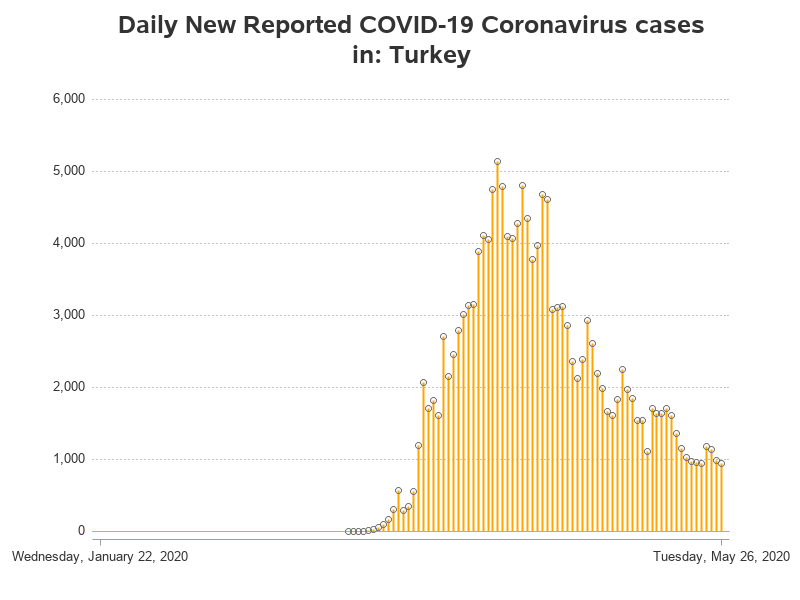 Daily New Reported COVID-19 Coronavirus cases
in: Turkey
6,000
5,000
4,000
3,000
2,000
1,000
0
Wednesday, January 22, 2020
Tuesday, May 26, 2020